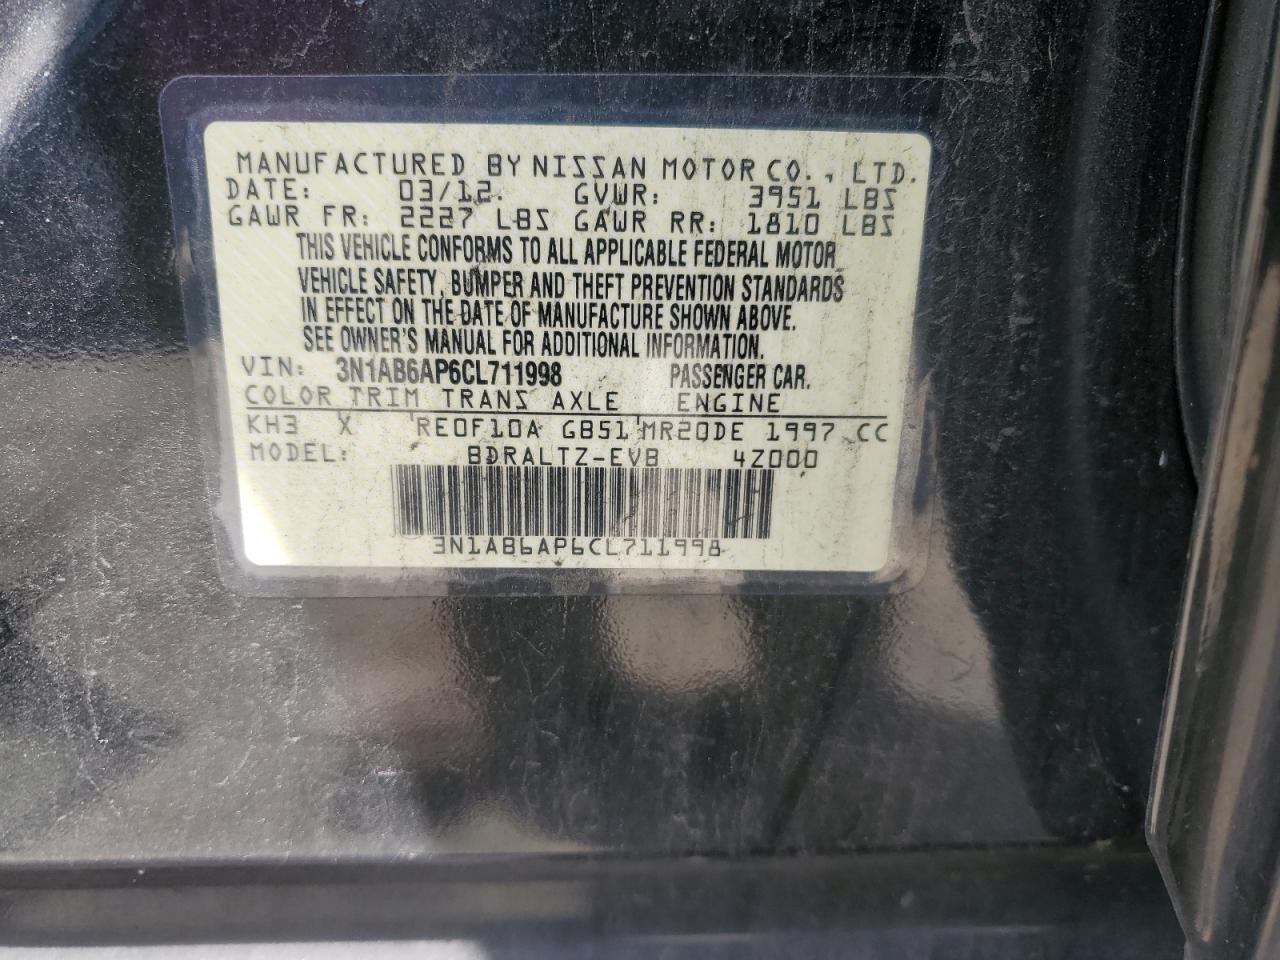 MANUFACTURED BY NISSAN MOTOR CO., LTD.
DATE: 03/12 GVWR: 3951 LBS
GAWR FR: 2227 LBS GAWR RR: 1810 LBS
THIS VEHICLE CONFORMS TO ALL APPLICABLE FEDERAL MOTOR
VEHICLE SAFETY, BUMPER AND THEFT PREVENTION STANDARDS
IN EFFECT ON THE DATE OF MANUFACTURE SHOWN ABOVE.
SEE OWNER'S MANUAL FOR ADDITIONAL INFORMATION.
VIN: 3N1AB6AP6CL711998 PASSENGER CAR.
COLOR TRIM TRANS AXLE ENGINE
KH3 X RE0F10A GB51 MR20DE 1997 CC
MODEL: BDRALTZ-EVB 4Z000
3N1AB6AP6CL711998